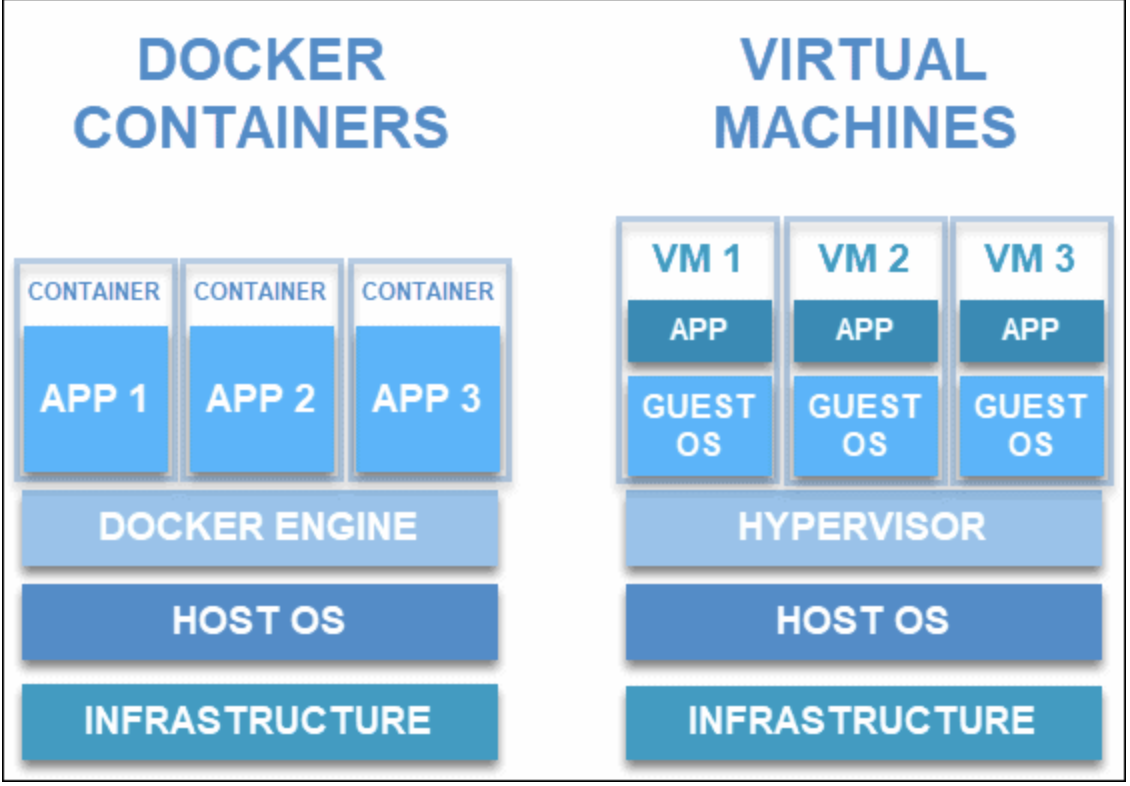 DOCKER
CONTAINERS
CONTAINER
CONTAINER
CONTAINER
APP 1
APP 2
APP 3
DOCKER ENGINE
HOST OS
INFRASTRUCTURE
VIRTUAL
MACHINES
VM 1
VM 2
VM 3
APP
APP
APP
GUEST
OS
GUEST
OS
GUEST
OS
HYPERVISOR
HOST OS
INFRASTRUCTURE